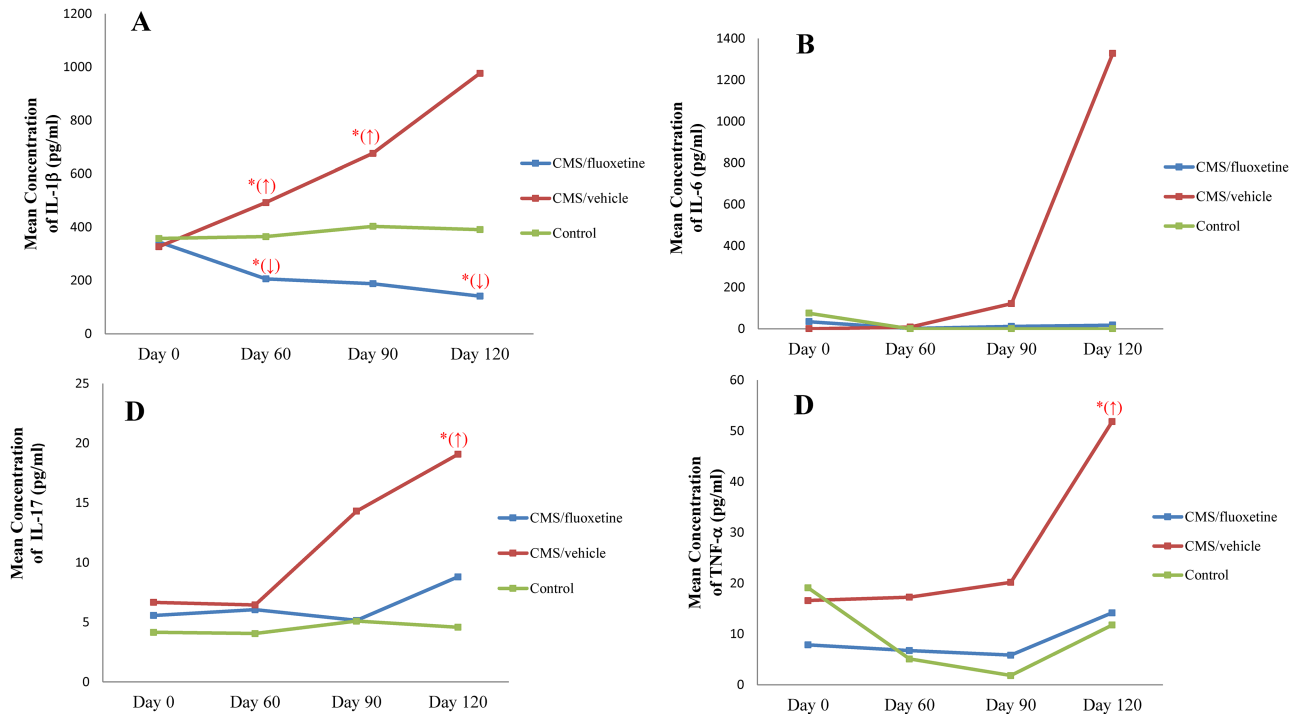 A
Mean Concentration
of IL-1β (pg/ml)
1200
1000
800
600
400
200
0
*(↑)
*(↑)
*(↓)
*(↓)
Day 0 Day 60 Day 90 Day 120
CMS/fluoxetine
CMS/vehicle
Control
B
Mean Concentration
of IL-6 (pg/ml)
1400
1200
1000
800
600
400
200
0
Day 0 Day 60 Day 90 Day 120
CMS/fluoxetine
CMS/vehicle
Control
D
Mean Concentration
of IL-17 (pg/ml)
25
20
15
10
5
0
*(↑)
Day 0 Day 60 Day 90 Day 120
CMS/fluoxetine
CMS/vehicle
Control
D
Mean Concentration
of TNF-α (pg/ml)
60
50
40
30
20
10
0
*(↑)
Day 0 Day 60 Day 90 Day 120
CMS/fluoxetine
CMS/vehicle
Control